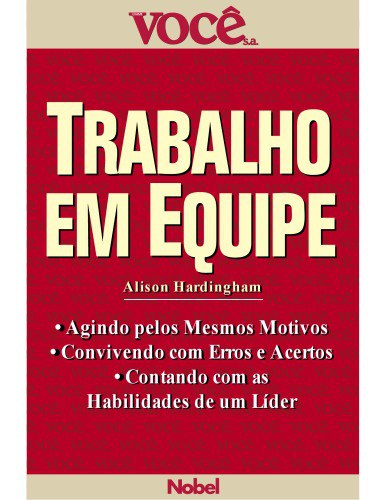 VOCÊ s.a.
TRABALHO
EM EQUIPE
Alison Hardingham
• Agindo pelos Mesmos Motivos
• Convivendo com Erros e Acertos
• Contando com as
Habilidades de um Líder
Nobel